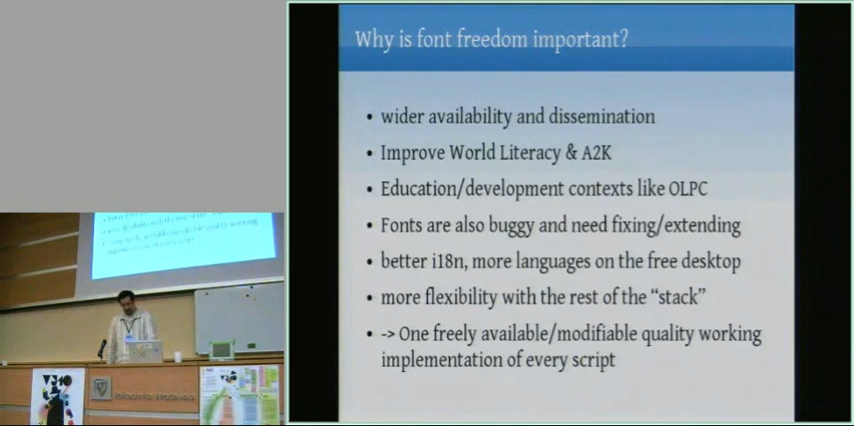 Why is font freedom important?
• wider availability and dissemination
• Improve World Literacy & A2K
• Education/development contexts like OLPC
• Fonts are also buggy and need fixing/extending
• better i18n, more languages on the free desktop
• more flexibility with the rest of the “stack”
• -> One freely available/modifiable quality working
implementation of every script